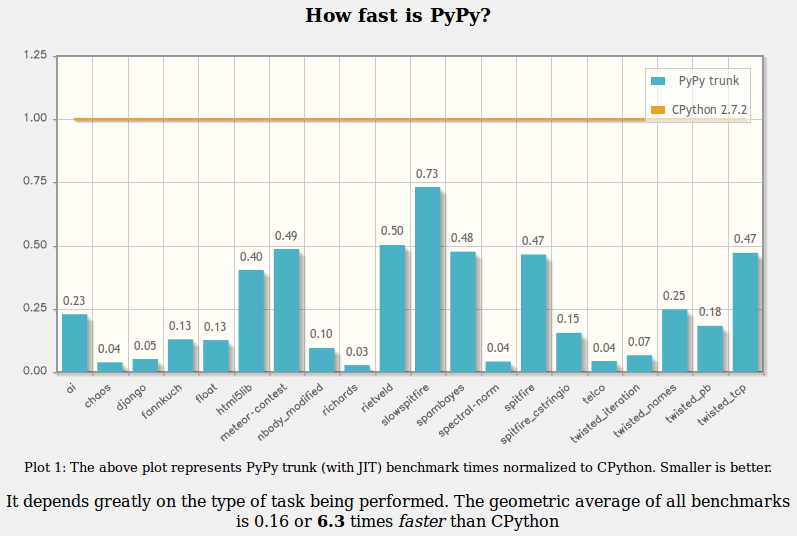 How fast is PyPy?
1.25
1.00
0.75
0.50
0.25
0.00
PyPy trunk
CPython 2.7.2
0.23
0.04
0.05
0.13
0.13
0.40
0.49
0.10
0.03
0.50
0.73
0.48
0.04
0.47
0.15
0.04
0.07
0.25
0.18
0.47
ai
chaos
django
fannkuch
float
html5lib
meteor-contest
nbody_modified
richards
rietveld
slowspitfire
spambayes
spectral-norm
spitfire
spitfire_cstringio
telco
twisted_iteration
twisted_names
twisted_pb
twisted_tcp
Plot 1: The above plot represents PyPy trunk (with JIT) benchmark times normalized to CPython. Smaller is better.
It depends greatly on the type of task being performed. The geometric average of all benchmarks
is 0.16 or 6.3 times faster than CPython